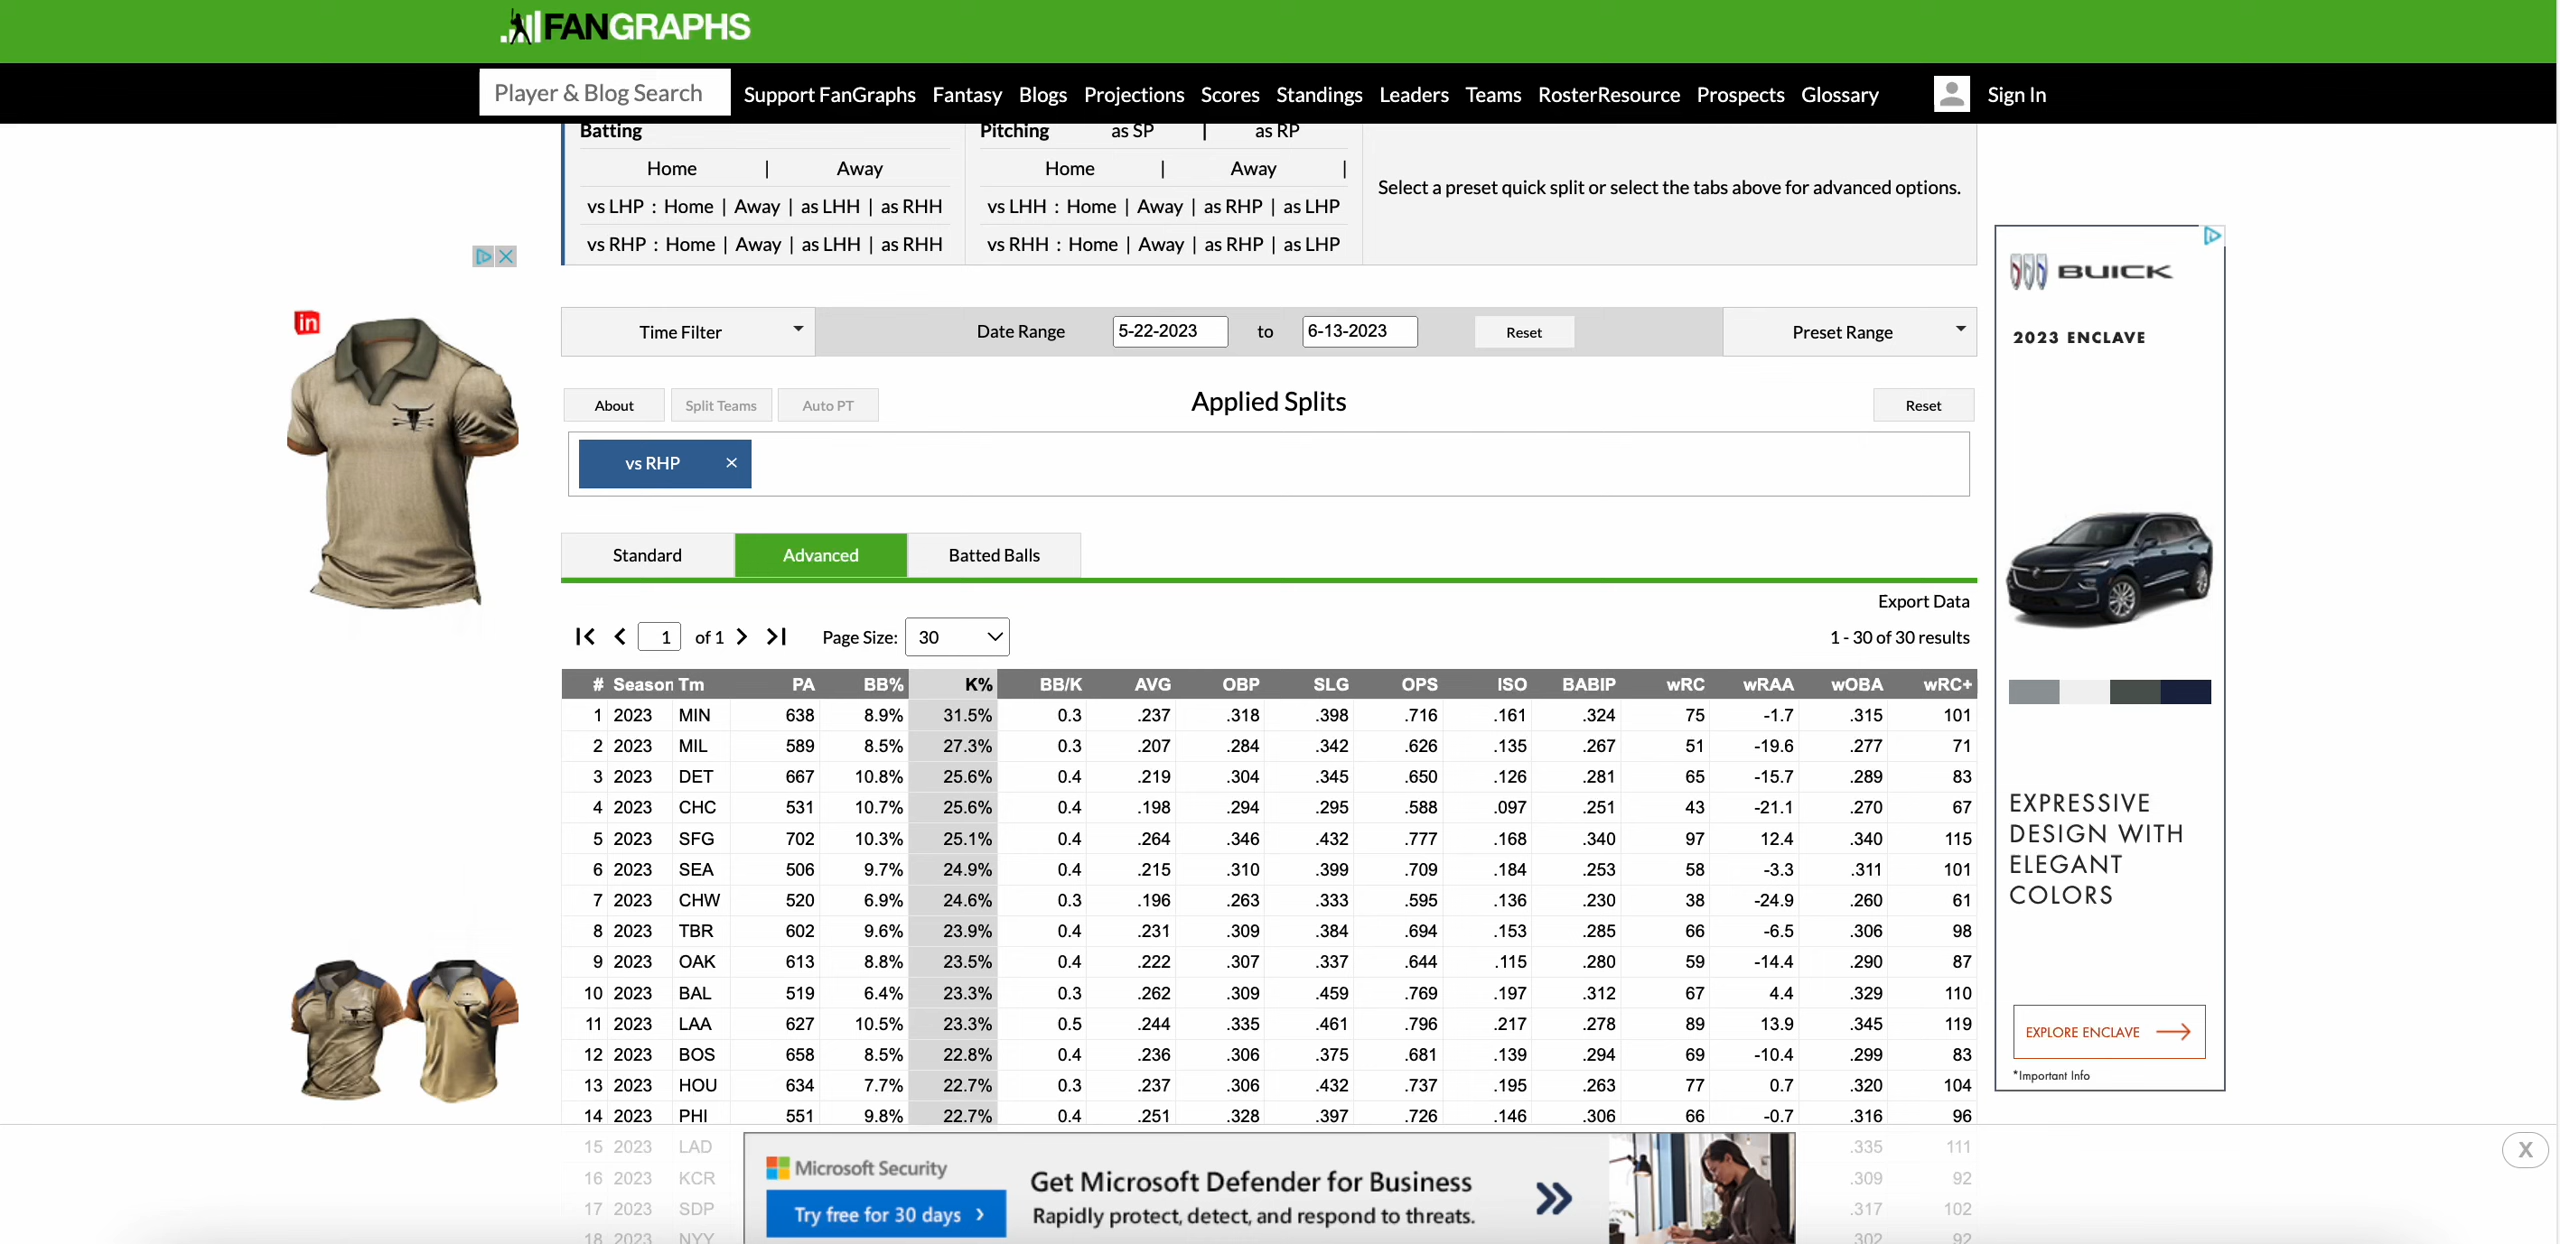 FANGRAPHS
Player & Blog Search Support FanGraphs Fantasy Blogs Projections Scores Standings Leaders Teams RosterResource Prospects Glossary Sign In
Batting Pitching as SP | as RP
Home | Away Home | Away |
Select a preset quick split or select the tabs above for advanced options.
vs LHP : Home | Away | as LHH | as RHH vs LHH : Home | Away | as RHP | as LHP
vs RHP : Home | Away | as LHH | as RHH vs RHH : Home | Away | as RHP | as LHP
in
BUICK
2023 ENCLAVE
Time Filter Date Range 5-22-2023 to 6-13-2023 Reset Preset Range
About Split Teams Auto PT Applied Splits Reset
vs RHP ×
Standard Advanced Batted Balls
Export Data
1 of 1 Page Size: 30 1 - 30 of 30 results
# Season Tm PA BB% K% BB/K AVG OBP SLG OPS ISO BABIP wRC wRAA wOBA wRC+
1 2023 MIN 638 8.9% 31.5% 0.3 .237 .318 .398 .716 .161 .324 75 -1.7 .315 101
2 2023 MIL 589 8.5% 27.3% 0.3 .207 .284 .342 .626 .135 .267 51 -19.6 .277 71
3 2023 DET 667 10.8% 25.6% 0.4 .219 .304 .345 .650 .126 .281 65 -15.7 .289 83
4 2023 CHC 531 10.7% 25.6% 0.4 .198 .294 .295 .588 .097 .251 43 -21.1 .270 67
5 2023 SFG 702 10.3% 25.1% 0.4 .264 .346 .432 .777 .168 .340 97 12.4 .340 115
6 2023 SEA 506 9.7% 24.9% 0.4 .215 .310 .399 .709 .184 .253 58 -3.3 .311 101
7 2023 CHW 520 6.9% 24.6% 0.3 .196 .263 .333 .595 .136 .230 38 -24.9 .260 61
8 2023 TBR 602 9.6% 23.9% 0.4 .231 .309 .384 .694 .153 .285 66 -6.5 .306 98
9 2023 OAK 613 8.8% 23.5% 0.4 .222 .307 .337 .644 .115 .280 59 -14.4 .290 87
10 2023 BAL 519 6.4% 23.3% 0.3 .262 .309 .459 .769 .197 .312 67 4.4 .329 110
11 2023 LAA 627 10.5% 23.3% 0.5 .244 .335 .461 .796 .217 .278 89 13.9 .345 119
12 2023 BOS 658 8.5% 22.8% 0.4 .236 .306 .375 .681 .139 .294 69 -10.4 .299 83
13 2023 HOU 634 7.7% 22.7% 0.3 .237 .306 .432 .737 .195 .263 77 0.7 .320 104
14 2023 PHI 551 9.8% 22.7% 0.4 .251 .328 .397 .726 .146 .306 66 -0.7 .316 96
15 2023 LAD .335 111
16 2023 KCR .309 92
17 2023 SDP .317 102
18 2023 NYY .302 92
EXPRESSIVE
DESIGN WITH
ELEGANT
COLORS
EXPLORE ENCLAVE
*Important Info
Microsoft Security
Try free for 30 days
Get Microsoft Defender for Business
Rapidly protect, detect, and respond to threats.
X